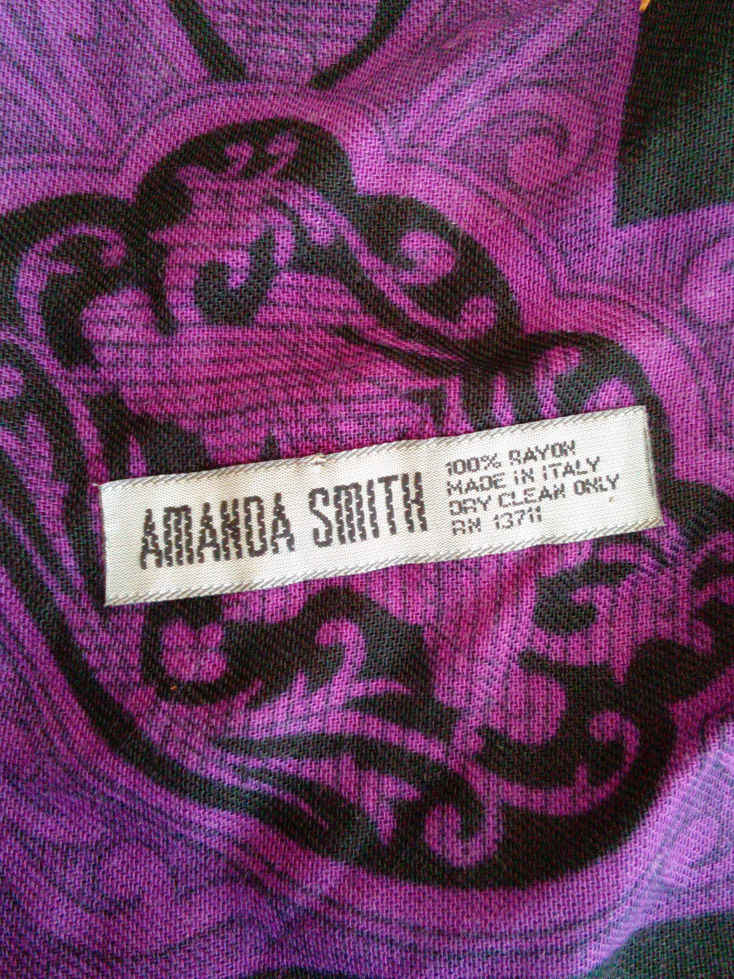 AMANDA SMITH
100% RAYON
MADE IN ITALY
DRY CLEAN ONLY
RN 13711